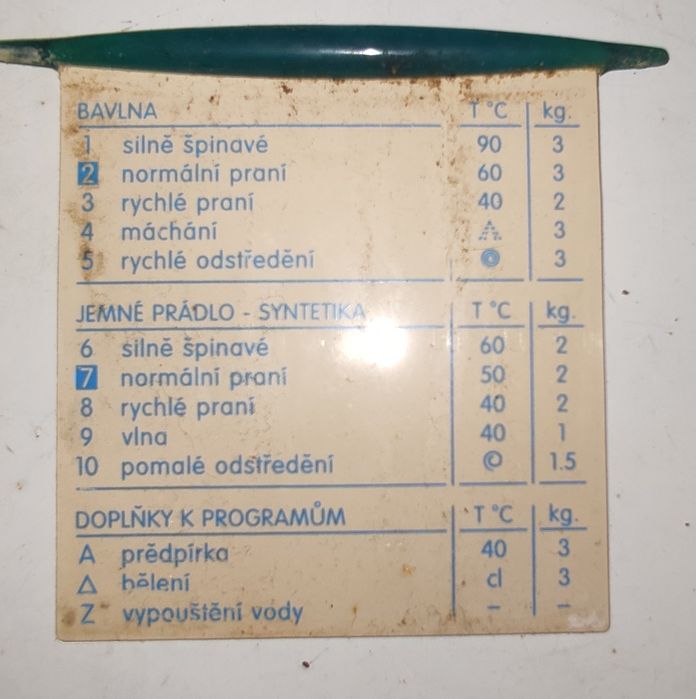 BAVLNA T °C kg.
1 silně špinavé 90 3
2 normální praní 60 3
3 rychlé praní 40 2
4 máchání 3
5 rychlé odstředění 3
JEMNÉ PRÁDLO - SYNTETIKA T °C kg.
6 silně špinavé 60 2
7 normální praní 50 2
8 rychlé praní 40 2
9 vlna 40 1
10 pomalé odstředění 1.5
DOPLŇKY K PROGRAMŮM T °C kg.
A prědpírka 40 3
△ bělení cl 3
Z vypouštění vody – –